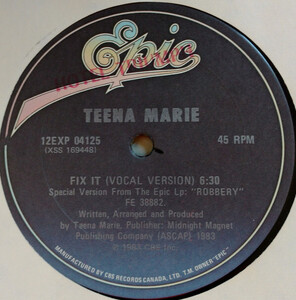 Epic
TEENA MARIE
12EXP 04125
(XSS 169448)
45 RPM
FIX IT (VOCAL VERSION) 6:30
Special Version From The Epic Lp: "ROBBERY"
FE 38882.
Written, Arranged and Produced
by Teena Marie, Publisher: Midnight Magnet
Publishing Company (ASCAP) 1983
MANUFACTURED BY CBS RECORDS CANADA, LTD. T.M. OWNER "EPIC"